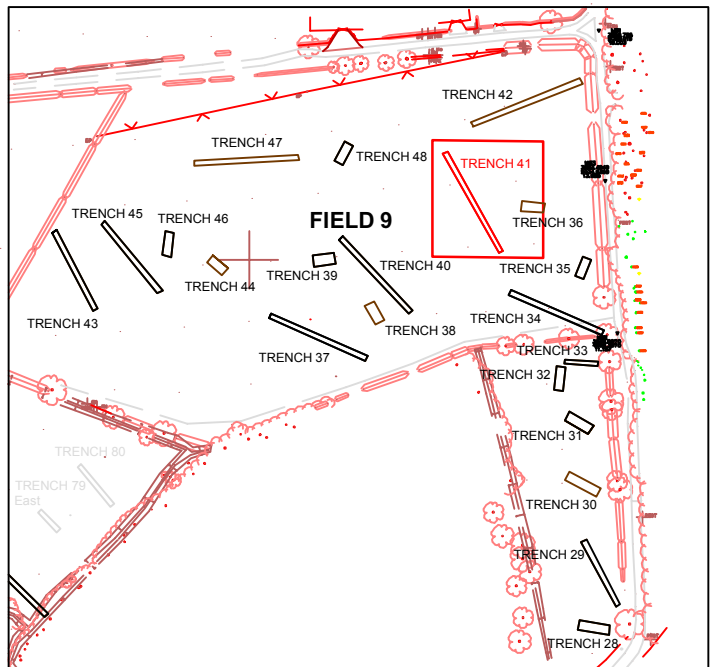 TRENCH 42
TRENCH 47
TRENCH 48
TRENCH 41
TRENCH 45
TRENCH 46
FIELD 9
TRENCH 36
TRENCH 39
TRENCH 40
TRENCH 35
TRENCH 44
TRENCH 43
TRENCH 38
TRENCH 34
TRENCH 37
TRENCH 33
TRENCH 32
TRENCH 31
TRENCH 80
TRENCH 79
East
TRENCH 30
TRENCH 29
TRENCH 28